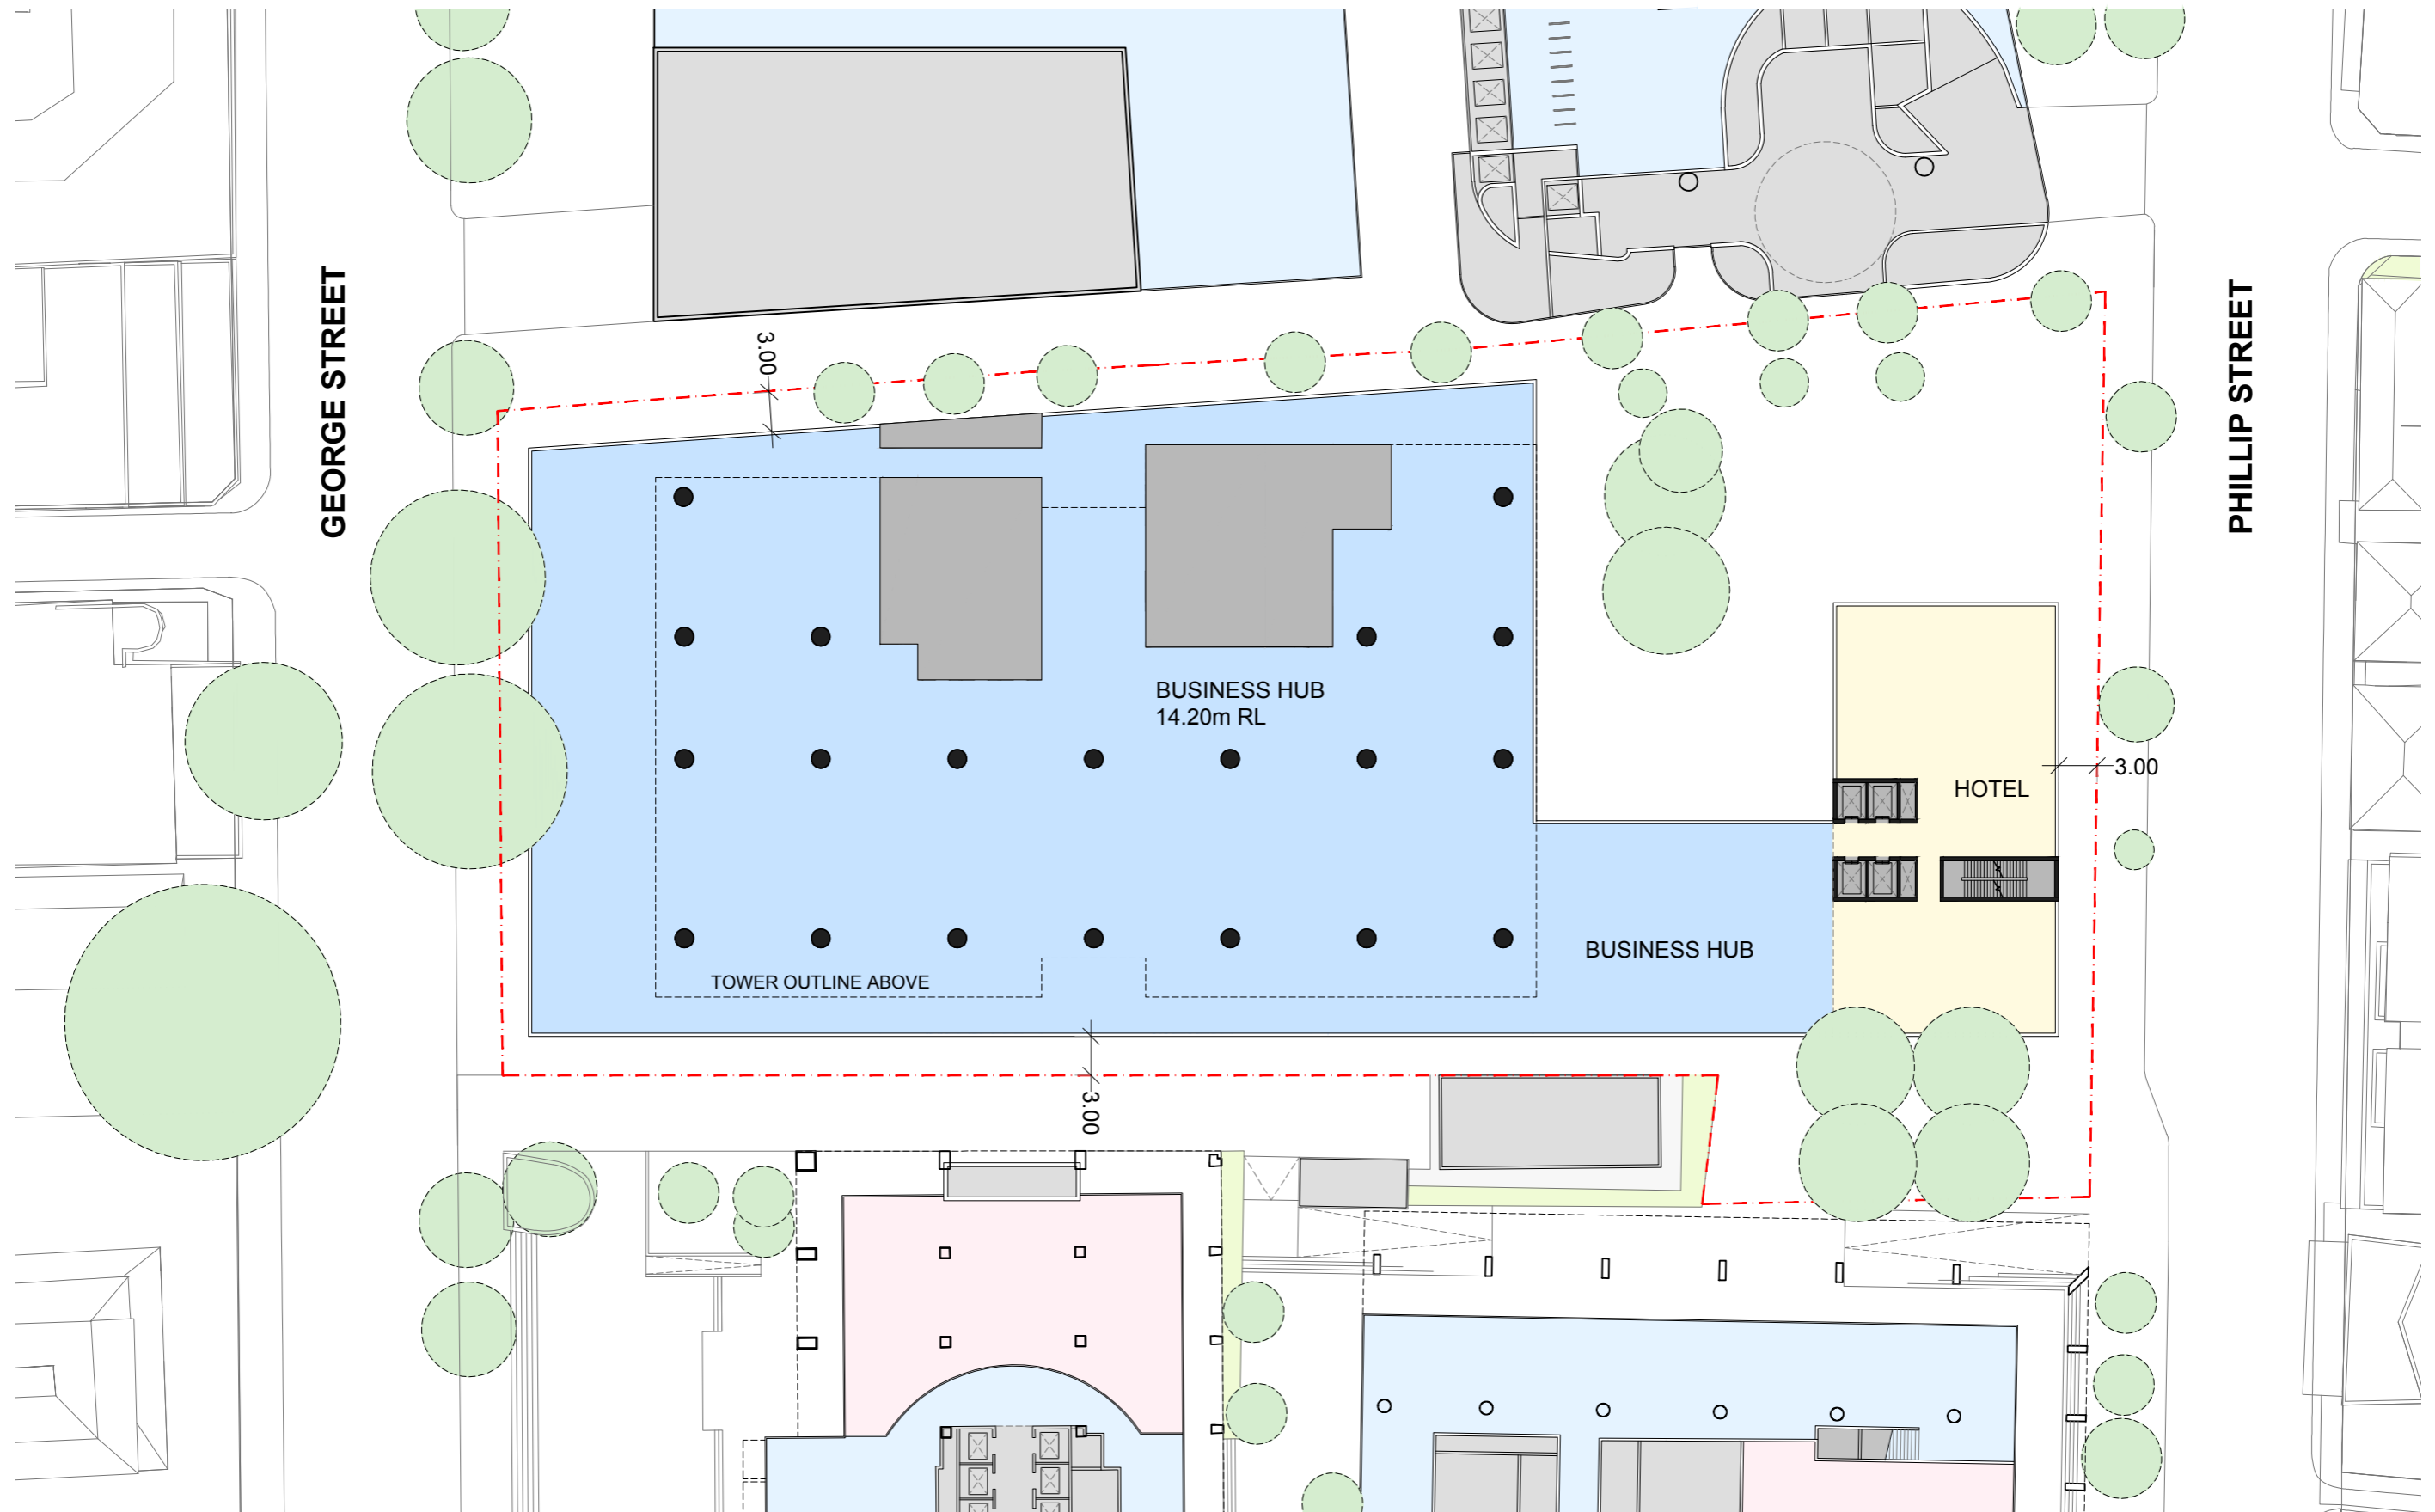 GEORGE STREET
PHILLIP STREET
3.00
BUSINESS HUB
14.20m RL
3.00
HOTEL
BUSINESS HUB
TOWER OUTLINE ABOVE
3.00